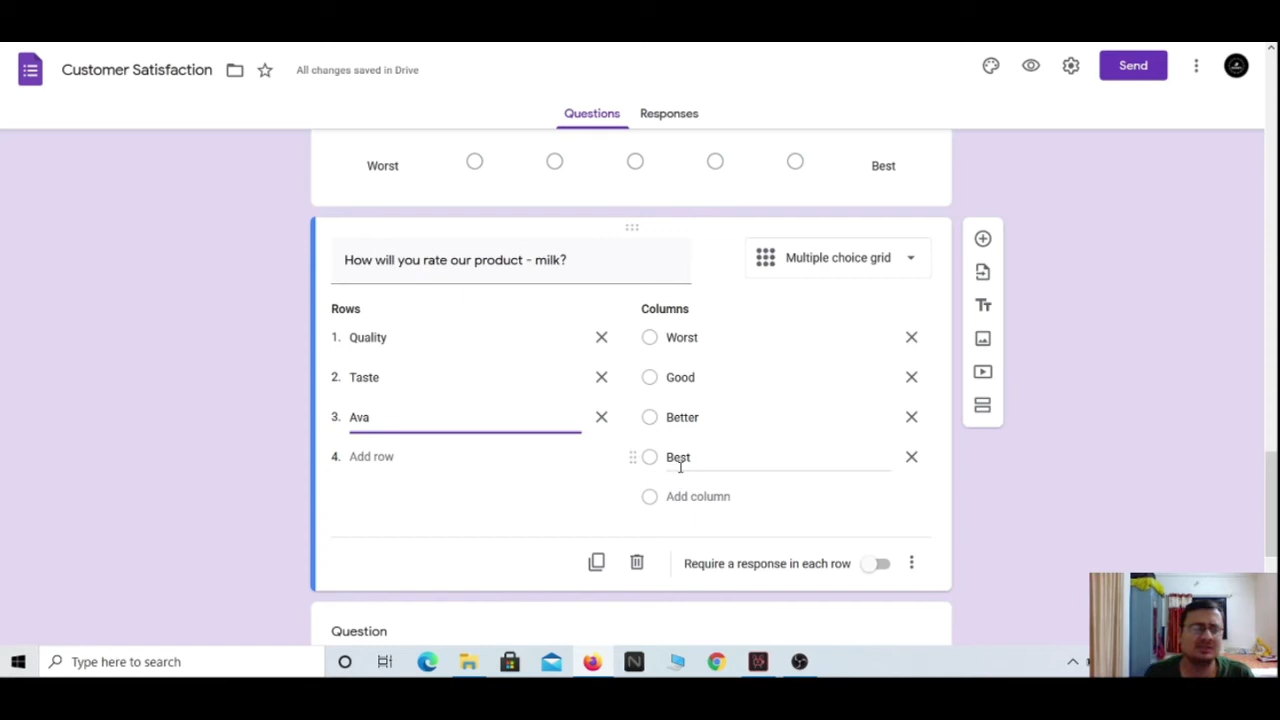 Customer Satisfaction
All changes saved in Drive
Send
Questions
Responses
Worst
Best
How will you rate our product - milk?
Multiple choice grid
Rows
Columns
1. Quality
Worst
2. Taste
Good
3. Ava
Better
4. Add row
Best
Add column
Require a response in each row
Question
Type here to search